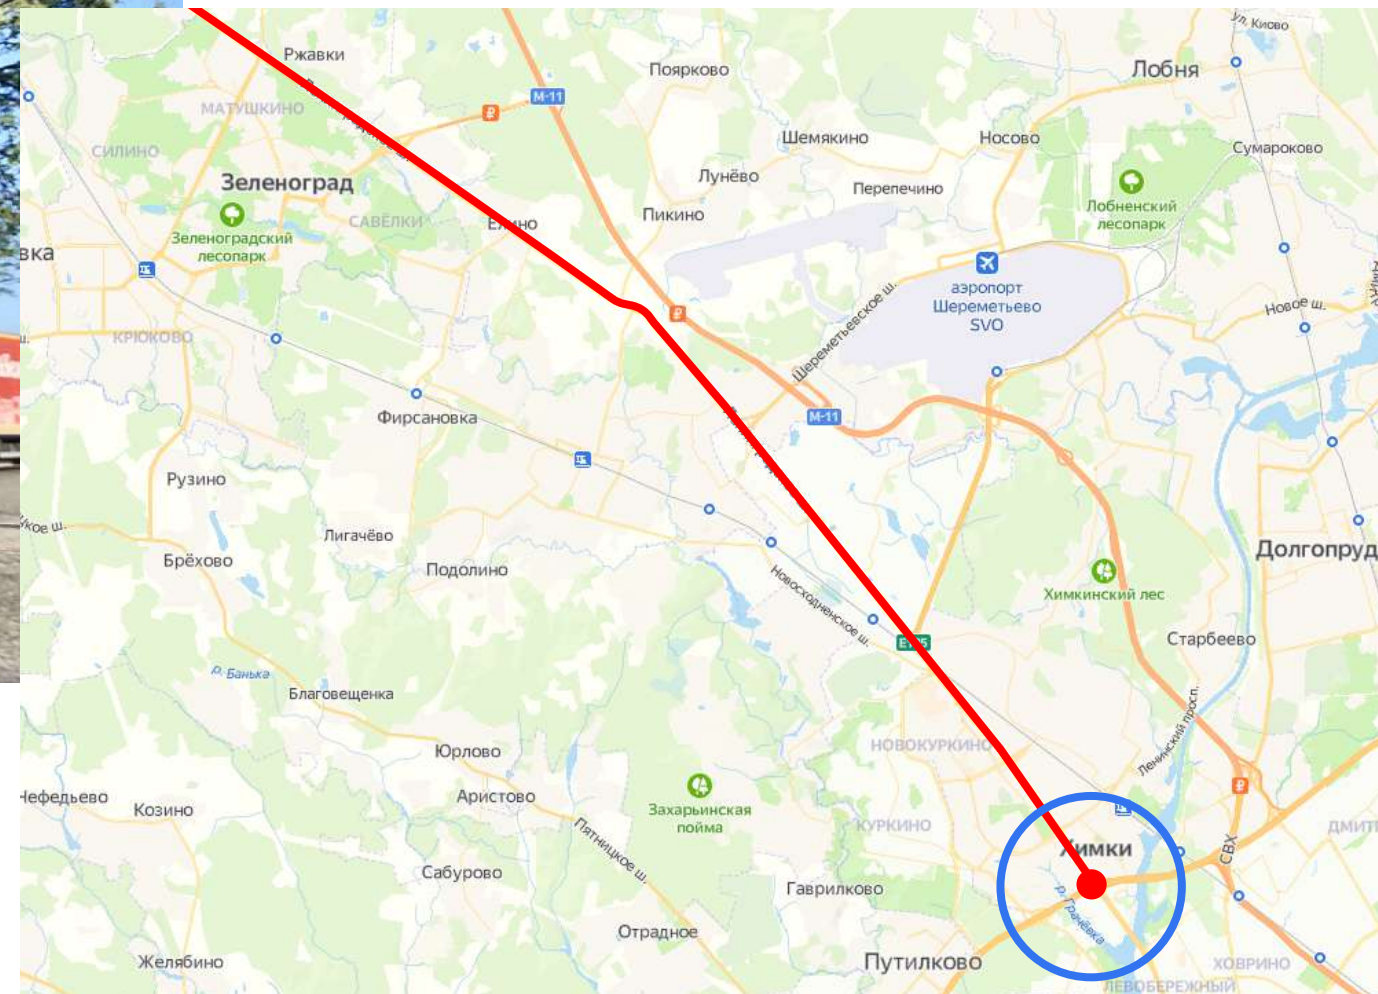 ул. Киово
Ржавки
Поярково
Лобня
М-11
МАТУШКИНО
Шемякино
Носово
Сумароково
СИЛИНО
Зеленоград
Лунёво
Перепечино
Лобненский
лесопарк
САВЁЛКИ
Пикино
Зеленоградский
лесопарк
вка
аэропорт
Шереметьево
SVO
Шереметьевское ш.
Новое ш.
КРЮКОВО
Фирсановка
М-11
Рузино
Лигачёво
Брёхово
Подолино
Долгопруд
Химкинский лес
Новосходненское ш.
Старбеево
р. Банька
Благовещенка
Ленинский просп.
Юрлово
НОВОКУРКИНО
Нефедьево
Козино
Аристово
Захарьинская
пойма
КУРКИНО
Химки
СВХ
ДМИТ
Пятницкое ш.
Сабурово
Гаврилково
р. Грачёвка
Отрадное
Желябино
Путилково
ХОВРИНО
ЛЕВОБЕРЕЖНЫЙ